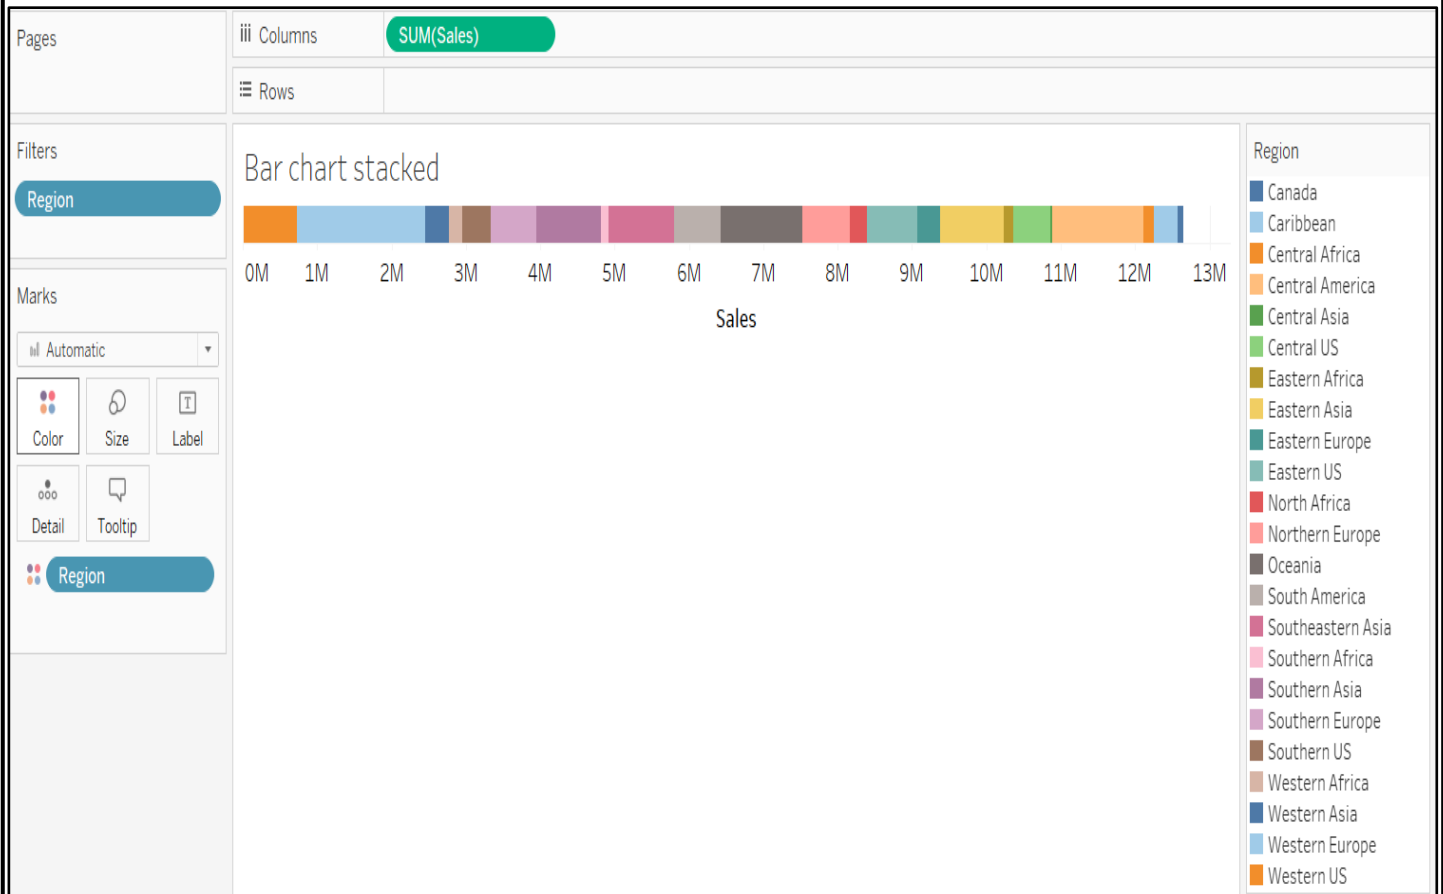 Pages
Columns
SUM(Sales)
Rows
Filters
Region
Marks
Automatic
Color
Size
T
Label
Detail
Tooltip
Region
Bar chart stacked
0M 1M 2M 3M 4M 5M 6M 7M 8M 9M 10M 11M 12M 13M
Sales
Region
Canada
Caribbean
Central Africa
Central America
Central Asia
Central US
Eastern Africa
Eastern Asia
Eastern Europe
Eastern US
North Africa
Northern Europe
Oceania
South America
Southeastern Asia
Southern Africa
Southern Asia
Southern Europe
Southern US
Western Africa
Western Asia
Western Europe
Western US